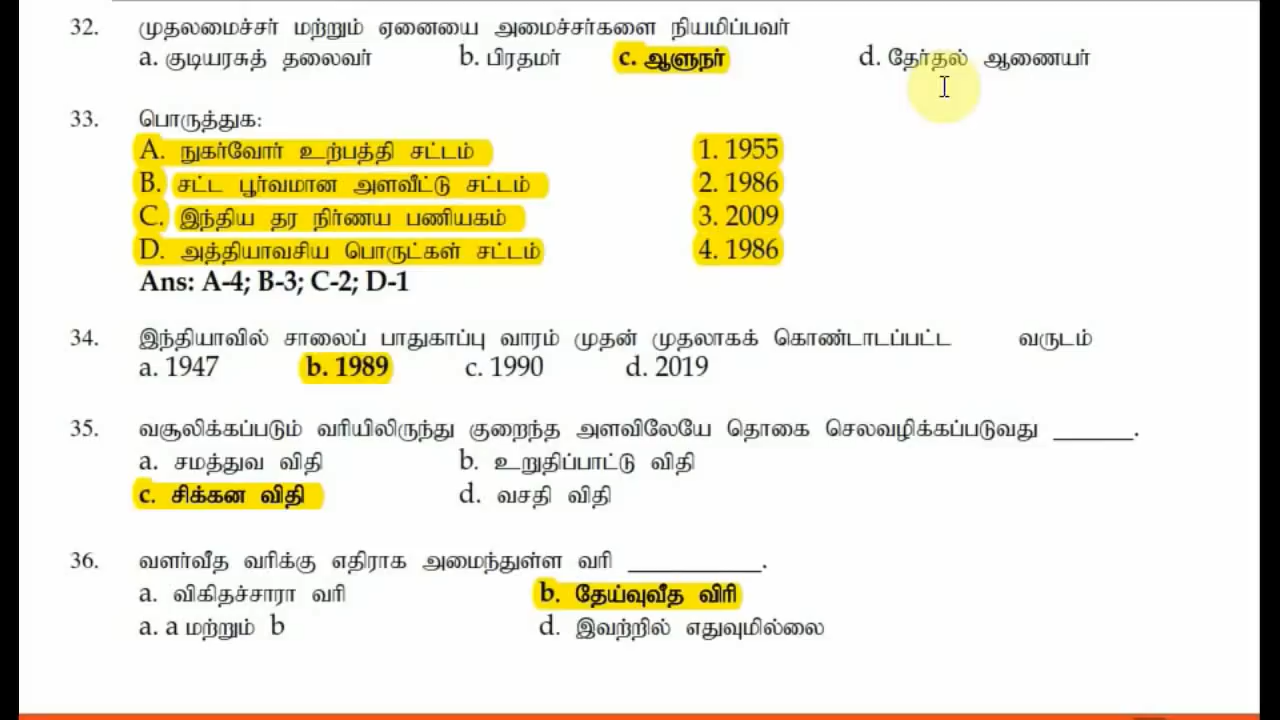 32. முதலமைச்சர் மற்றும் ஏனையை அமைச்சர்களை நியமிப்பவர்
a. குடியரசுத் தலைவர் b. பிரதமர் c. ஆளுநர் d. தேர்தல் ஆணையர்
33. பொருத்துக:
A. நுகர்வோர் உற்பத்தி சட்டம் 1. 1955
B. சட்ட பூர்வமான அளவீட்டு சட்டம் 2. 1986
C. இந்திய தர நிர்ணய பணியகம் 3. 2009
D. அத்தியாவசிய பொருட்கள் சட்டம் 4. 1986
Ans: A-4; B-3; C-2; D-1
34. இந்தியாவில் சாலைப் பாதுகாப்பு வாரம் முதன் முதலாகக் கொண்டாடப்பட்ட வருடம்
a. 1947 b. 1989 c. 1990 d. 2019
35. வசூலிக்கப்படும் வரியிலிருந்து குறைந்த அளவிலேயே தொகை செலவழிக்கப்படுவது ______.
a. சமத்துவ விதி b. உறுதிப்பாட்டு விதி
c. சிக்கன விதி d. வசதி விதி
36. வளர்வீத வரிக்கு எதிராக அமைந்துள்ள வரி __________.
a. விகிதச்சாரா வரி b. தேய்வுவீத விரி
a. a மற்றும் b d. இவற்றில் எதுவுமில்லை